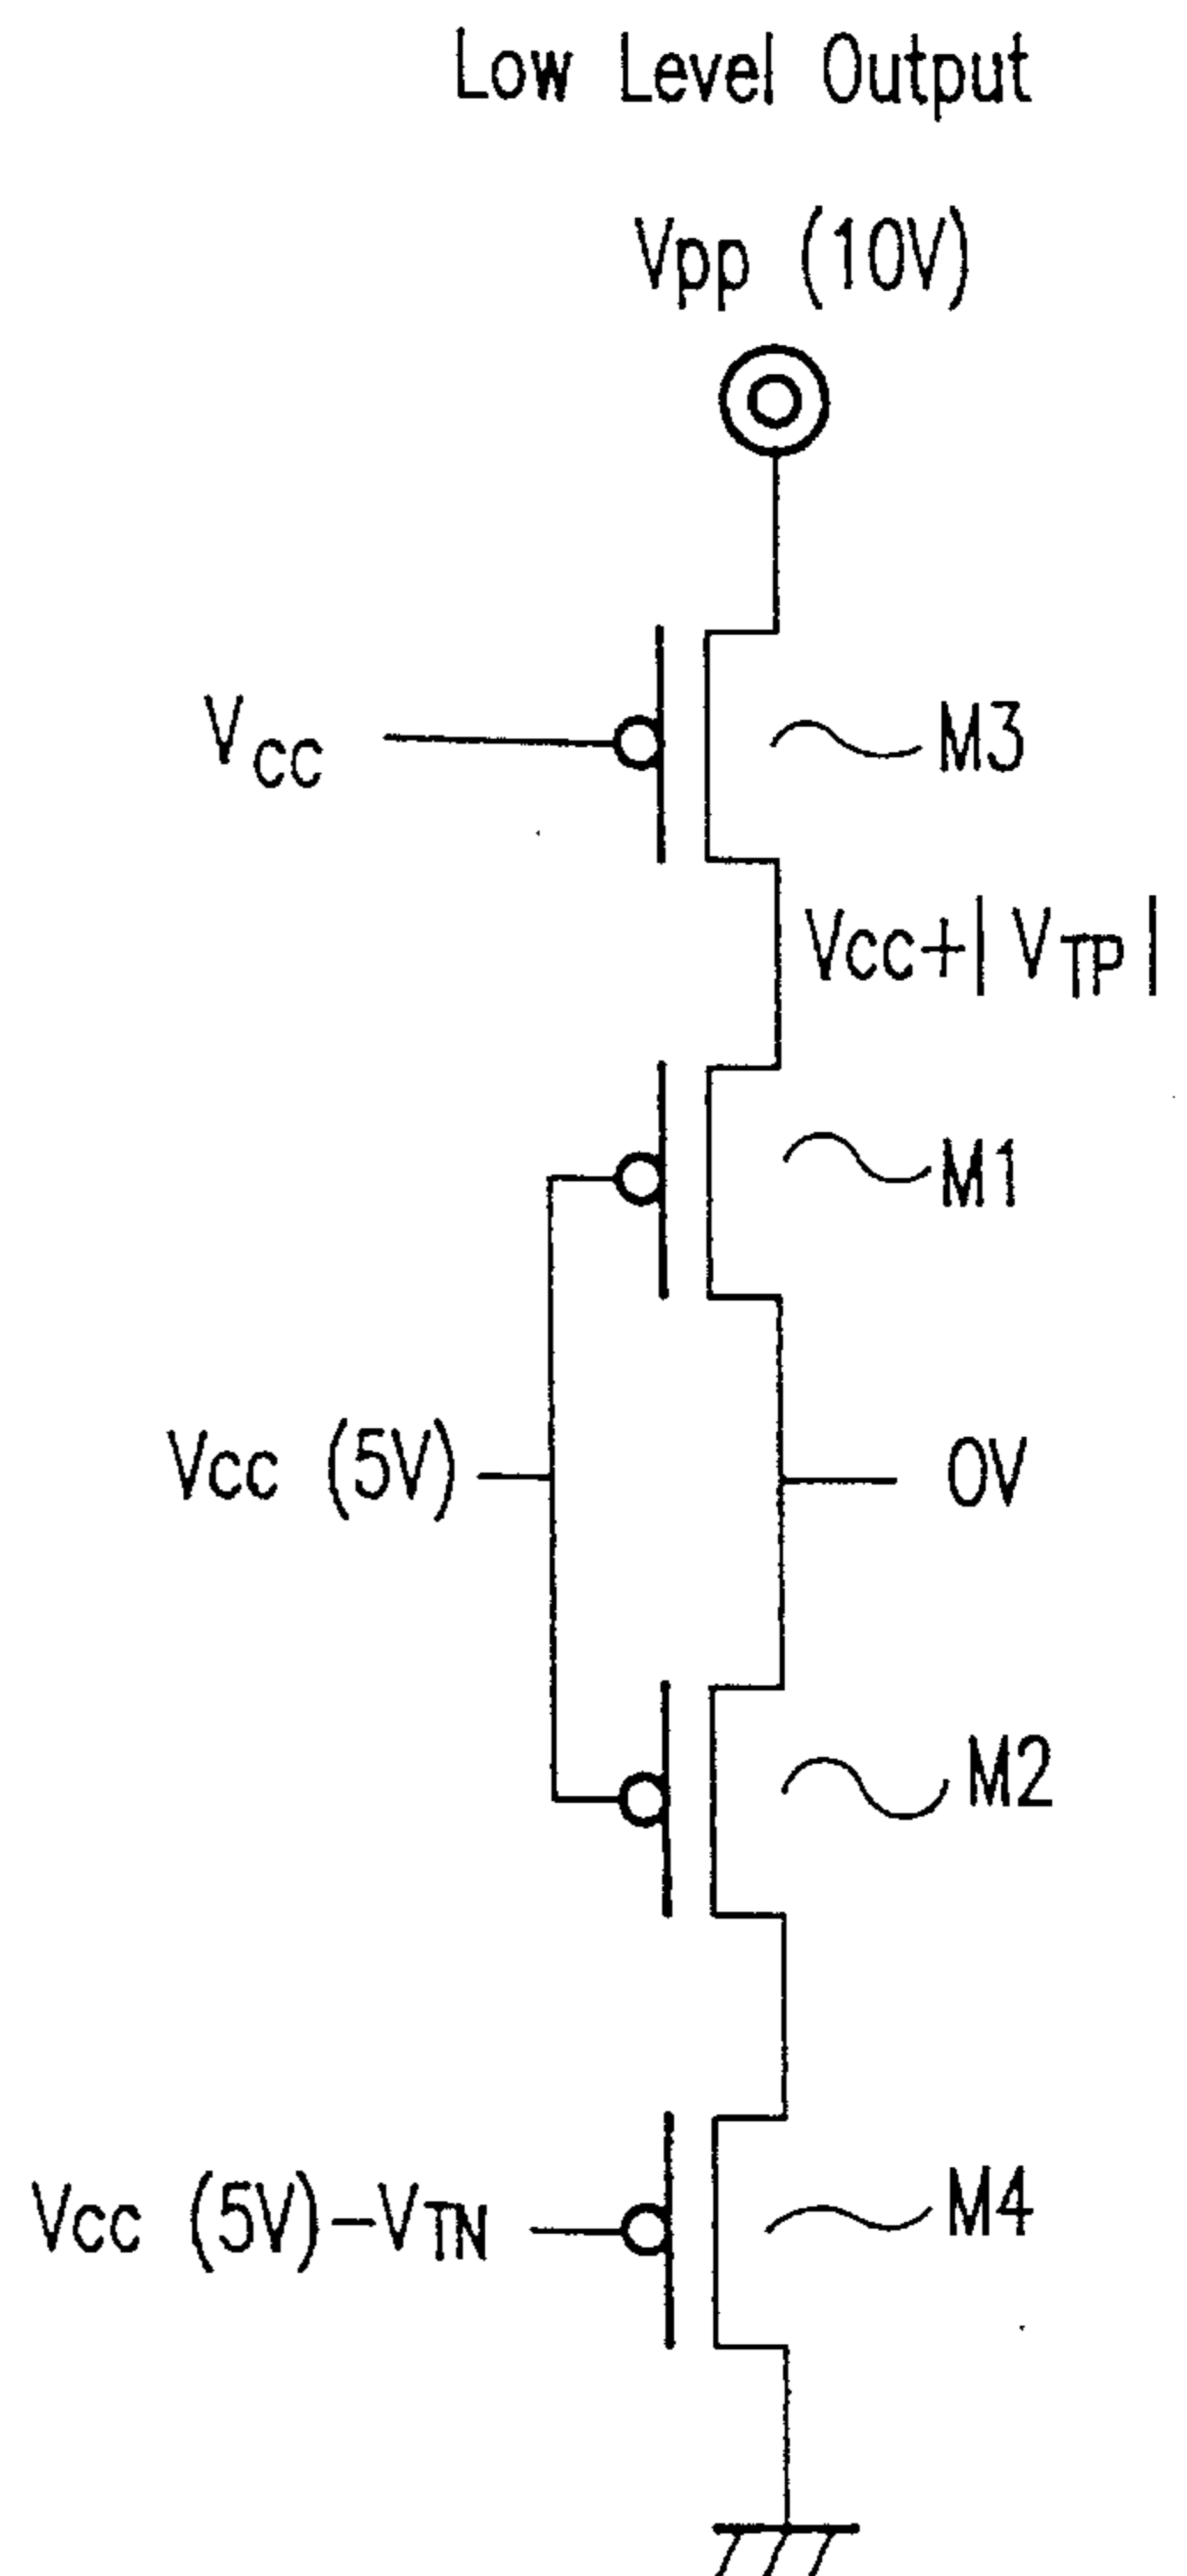 Low Level Output
Vpp (10V)
VCC
M3
Vcc+|VTP|
M1
Vcc (5V)
0V
M2
Vcc (5V)-VTN
M4